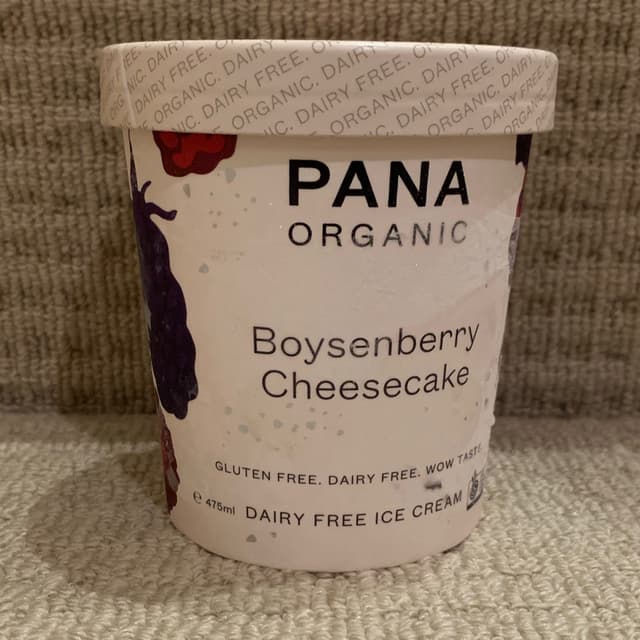 ORGANIC. DAIRY FREE. ORGANIC. DAIRY FREE. ORGANIC. DAIRY FREE.
PANA
ORGANIC
Boysenberry
Cheesecake
GLUTEN FREE. DAIRY FREE. WOW TASTE.
℮ 475ml DAIRY FREE ICE CREAM